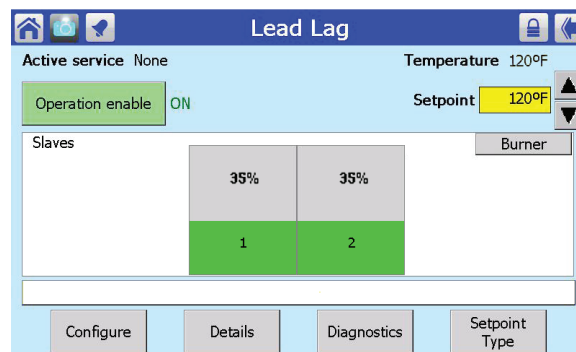 Lead Lag
Active service None
Temperature 120ºF
Operation enable ON
Setpoint 120ºF
Slaves
Burner
35% 35%
1 2
Configure Details Diagnostics Setpoint Type